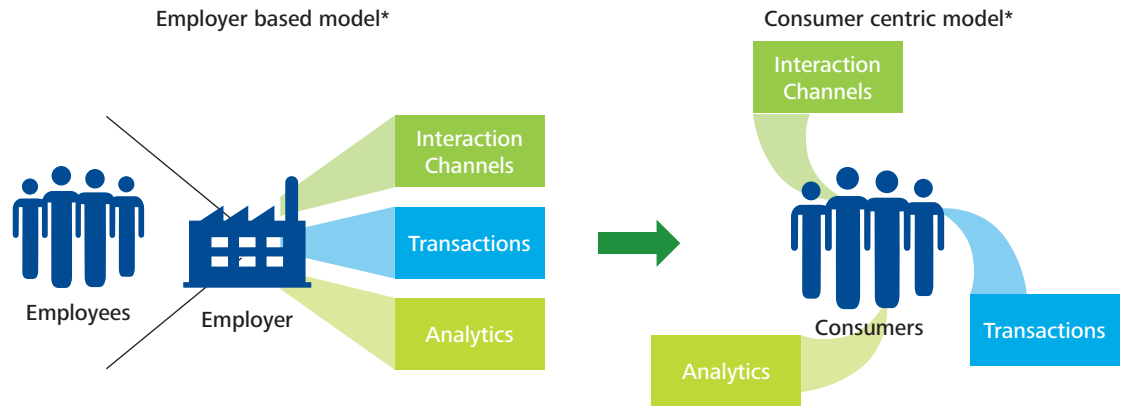 Employer based model*
Interaction
Channels
Transactions
Analytics
Employees
Employer
Consumer centric model*
Interaction
Channels
Consumers
Transactions
Analytics